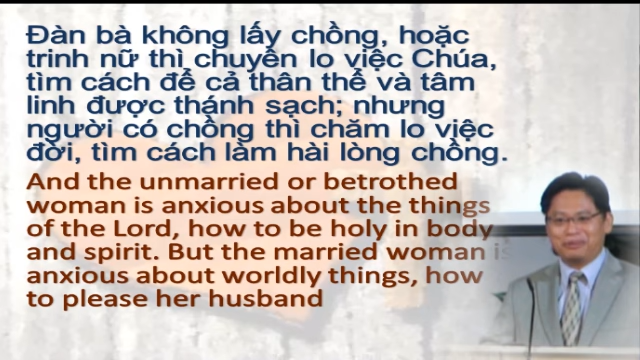 Đàn bà không lấy chồng, hoặc
trinh nữ thì chuyên lo việc Chúa,
tìm cách để cả thân thể và tâm
linh được thánh sạch; nhưng
người có chồng thì chăm lo việc
đời, tìm cách làm hài lòng chồng.
And the unmarried or betrothed
woman is anxious about the things
of the Lord, how to be holy in body
and spirit. But the married woman is
anxious about worldly things, how
to please her husband